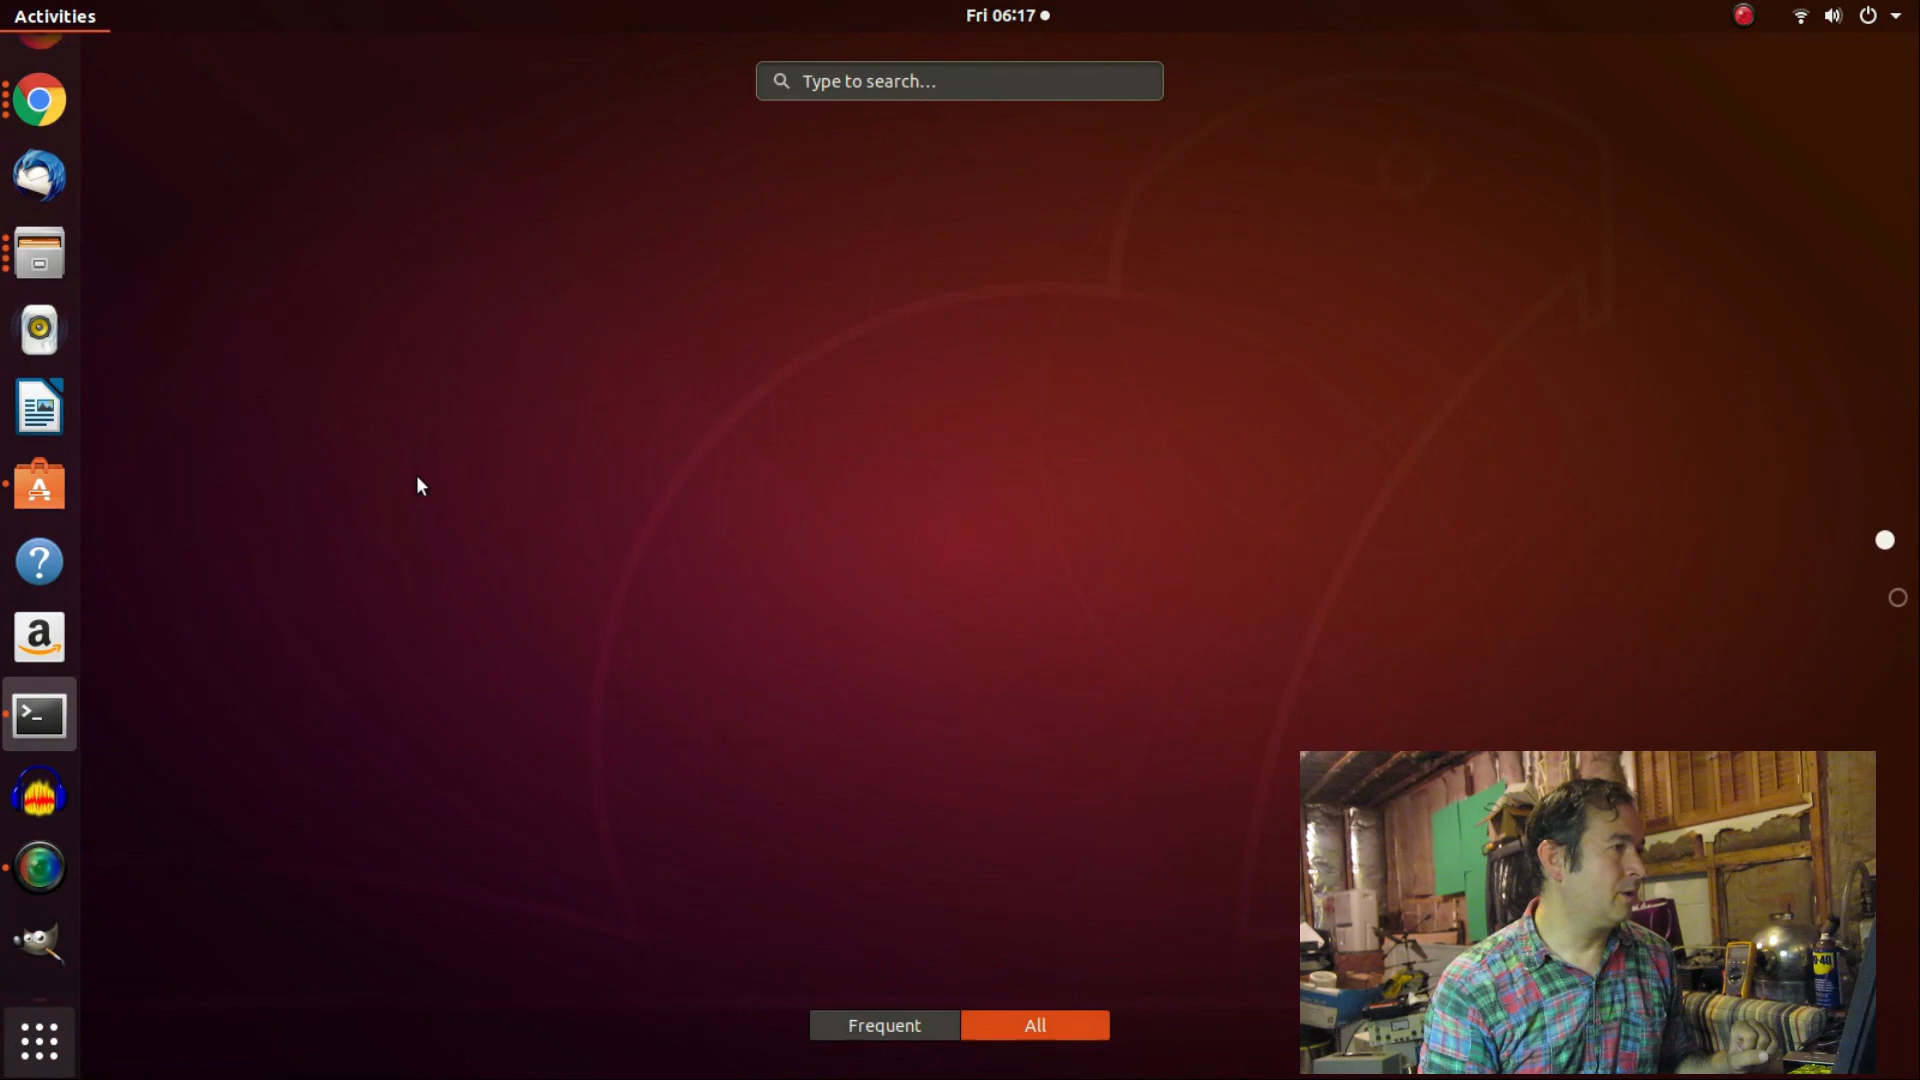 Activities
Fri 06:17
Type to search...
a
>_
Frequent
All